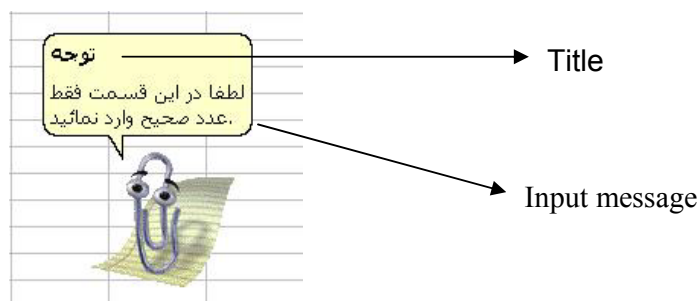 توجه
Title
لطفا در این قسمت فقط
عدد صحیح وارد نمائید.
Input message